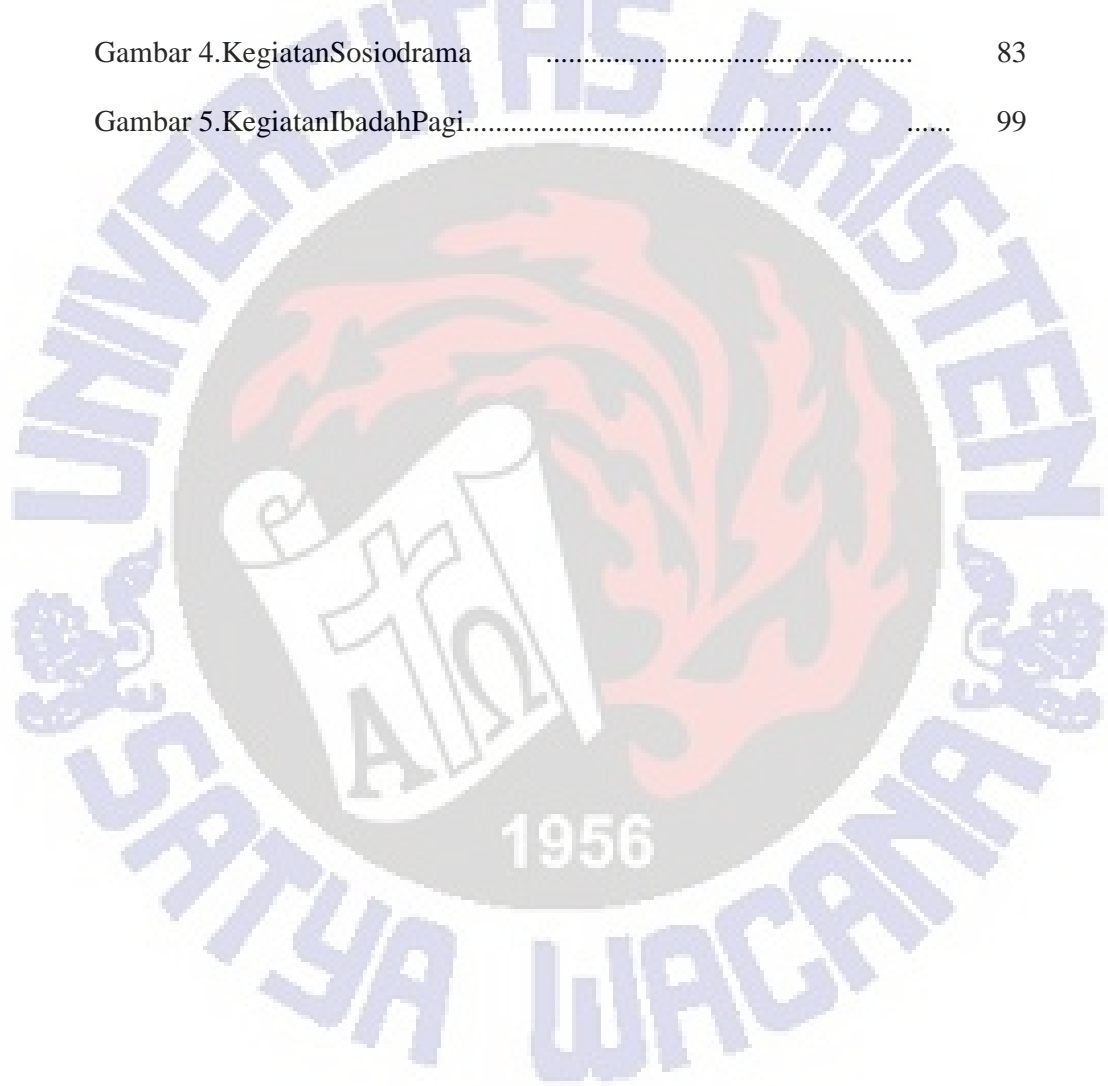 Gambar 4.KegiatanSosiodrama ................................................ 83
Gambar 5.KegiatanIbadahPagi................................................ ...... 99
UNIVERSITAS KRISTEN
Α Ω
1956
SATYA WACANA